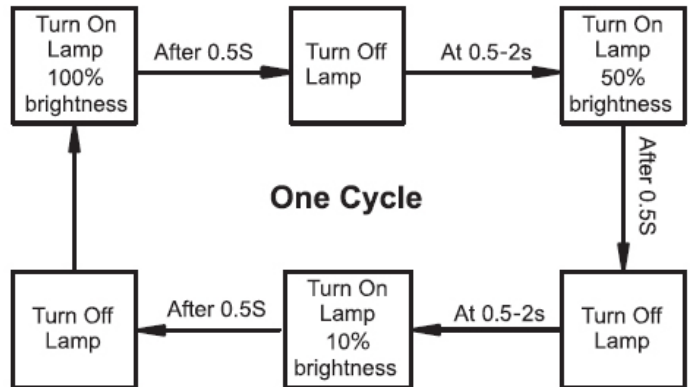 Turn On
Lamp
100%
brightness
After 0.5S
Turn Off
Lamp
At 0.5-2s
Turn On
Lamp
50%
brightness
After 0.5S
One Cycle
Turn Off
Lamp
At 0.5-2s
Turn On
Lamp
10%
brightness
After 0.5S
Turn Off
Lamp